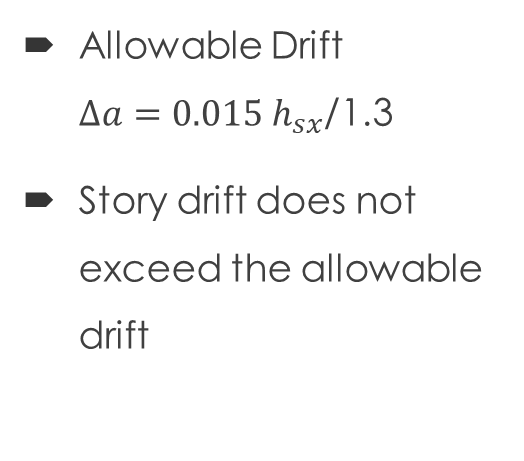 Allowable Drift
Δa = 0.015 hsx/1.3
Story drift does not
exceed the allowable
drift